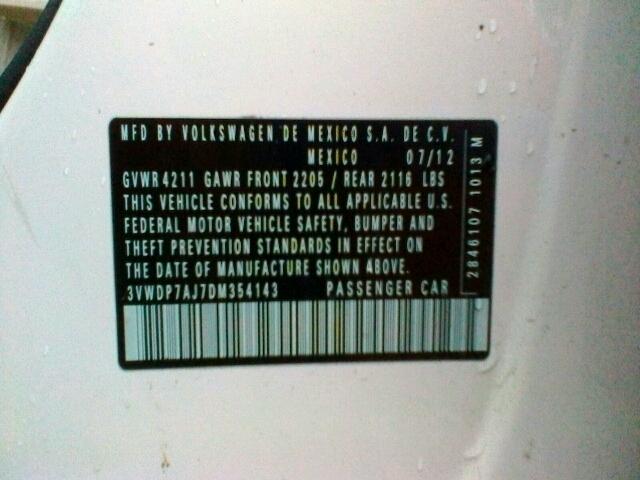 MFD BY VOLKSWAGEN DE MEXICO S.A. DE C.V.
MEXICO 07/12
GVWR 4211 GAWR FRONT 2205 / REAR 2116 LBS
THIS VEHICLE CONFORMS TO ALL APPLICABLE U.S.
FEDERAL MOTOR VEHICLE SAFETY, BUMPER AND
THEFT PREVENTION STANDARDS IN EFFECT ON
THE DATE OF MANUFACTURE SHOWN ABOVE.
3VWDP7AJ7DM354143 PASSENGER CAR
2846107 1013 M